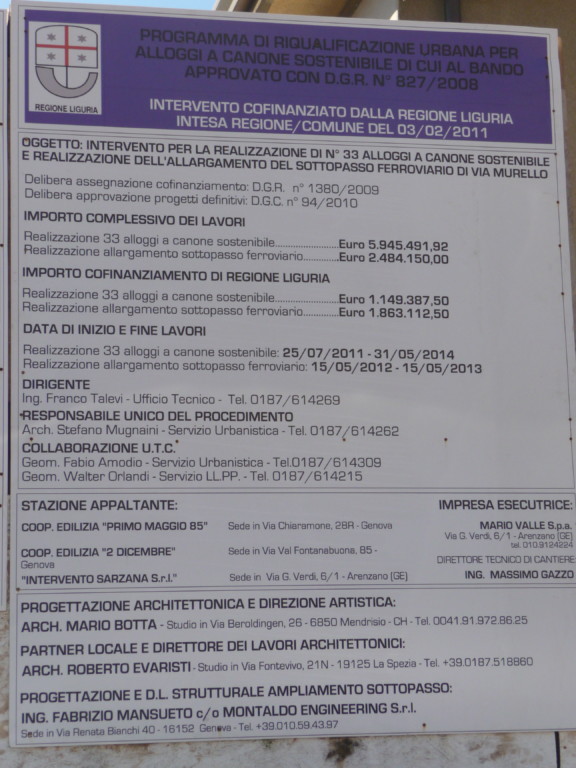 REGIONE LIGURIA
PROGRAMMA DI RIQUALIFICAZIONE URBANA PER
ALLOGGI A CANONE SOSTENIBILE DI CUI AL BANDO
APPROVATO CON D.G.R. N° 827/2008
INTERVENTO COFINANZIATO DALLA REGIONE LIGURIA
INTESA REGIONE/COMUNE DEL 03/02/2011
OGGETTO: INTERVENTO PER LA REALIZZAZIONE DI N° 33 ALLOGGI A CANONE SOSTENIBILE
E REALIZZAZIONE DELL'ALLARGAMENTO DEL SOTTOPASSO FERROVIARIO DI VIA MURELLO
Delibera assegnazione cofinanziamento: D.G.R. n° 1380/2009
Delibera approvazione progetti definitivi: D.G.C. n° 94/2010
IMPORTO COMPLESSIVO DEI LAVORI
Realizzazione 33 alloggi a canone sostenibile.......................Euro 5.945.491,92
Realizzazione allargamento sottopasso ferroviario.............Euro 2.484.150,00
IMPORTO COFINANZIAMENTO DI REGIONE LIGURIA
Realizzazione 33 alloggi a canone sostenibile.......................Euro 1.149.387,50
Realizzazione allargamento sottopasso ferroviario.............Euro 1.863.112,50
DATA DI INIZIO E FINE LAVORI
Realizzazione 33 alloggi a canone sostenibile: 25/07/2011 - 31/05/2014
Realizzazione allargamento sottopasso ferroviario: 15/05/2012 - 15/05/2013
DIRIGENTE
Ing. Franco Talevi - Ufficio Tecnico - Tel. 0187/614269
RESPONSABILE UNICO DEL PROCEDIMENTO
Arch. Stefano Mugnaini - Servizio Urbanistica - Tel. 0187/614262
COLLABORAZIONE U.T.C.
Geom. Fabio Amodio - Servizio Urbanistica - Tel.0187/614309
Geom. Walter Orlandi - Servizio LL.PP. - Tel. 0187/614215
STAZIONE APPALTANTE:
COOP. EDILIZIA "PRIMO MAGGIO 85" Sede in Via Chiaramone, 28R - Genova
COOP. EDILIZIA "2 DICEMBRE" Sede in Via Val Fontanabuona, 85 -
Genova
"INTERVENTO SARZANA S.r.l." Sede in Via G. Verdi, 6/1 - Arenzano (GE)
IMPRESA ESECUTRICE:
MARIO VALLE S.p.a.
Via G. Verdi, 6/1 - Arenzano (GE)
tel. 010.9124224
DIRETTORE TECNICO DI CANTIERE:
ING. MASSIMO GAZZO
PROGETTAZIONE ARCHITETTONICA E DIREZIONE ARTISTICA:
ARCH. MARIO BOTTA - Studio in Via Beroldingen, 26 - 6850 Mendrisio - CH - Tel. 0041.91.972.86.25
PARTNER LOCALE E DIRETTORE DEI LAVORI ARCHITETTONICI:
ARCH. ROBERTO EVARISTI - Studio in Via Fontevivo, 21N - 19125 La Spezia - Tel. +39.0187.518860
PROGETTAZIONE E D.L. STRUTTURALE AMPLIAMENTO SOTTOPASSO:
ING. FABRIZIO MANSUETO c/o MONTALDO ENGINEERING S.r.l.
Sede in Via Renata Bianchi 40 - 16152 Genova - Tel. +39.010.59.43.97